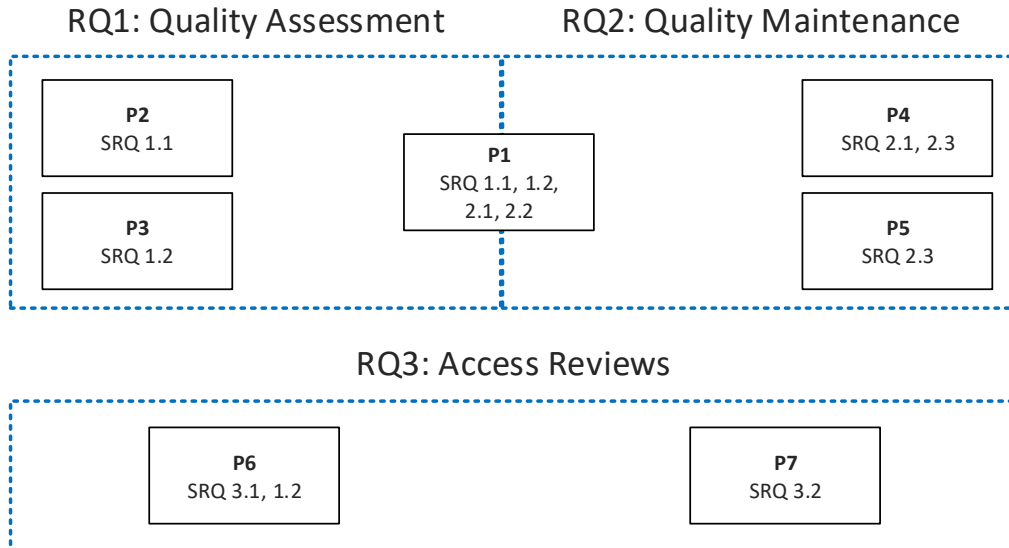 RQ1: Quality Assessment
RQ2: Quality Maintenance
P2
SRQ 1.1
P3
SRQ 1.2
P1
SRQ 1.1, 1.2,
2.1, 2.2
P4
SRQ 2.1, 2.3
P5
SRQ 2.3
RQ3: Access Reviews
P6
SRQ 3.1, 1.2
P7
SRQ 3.2